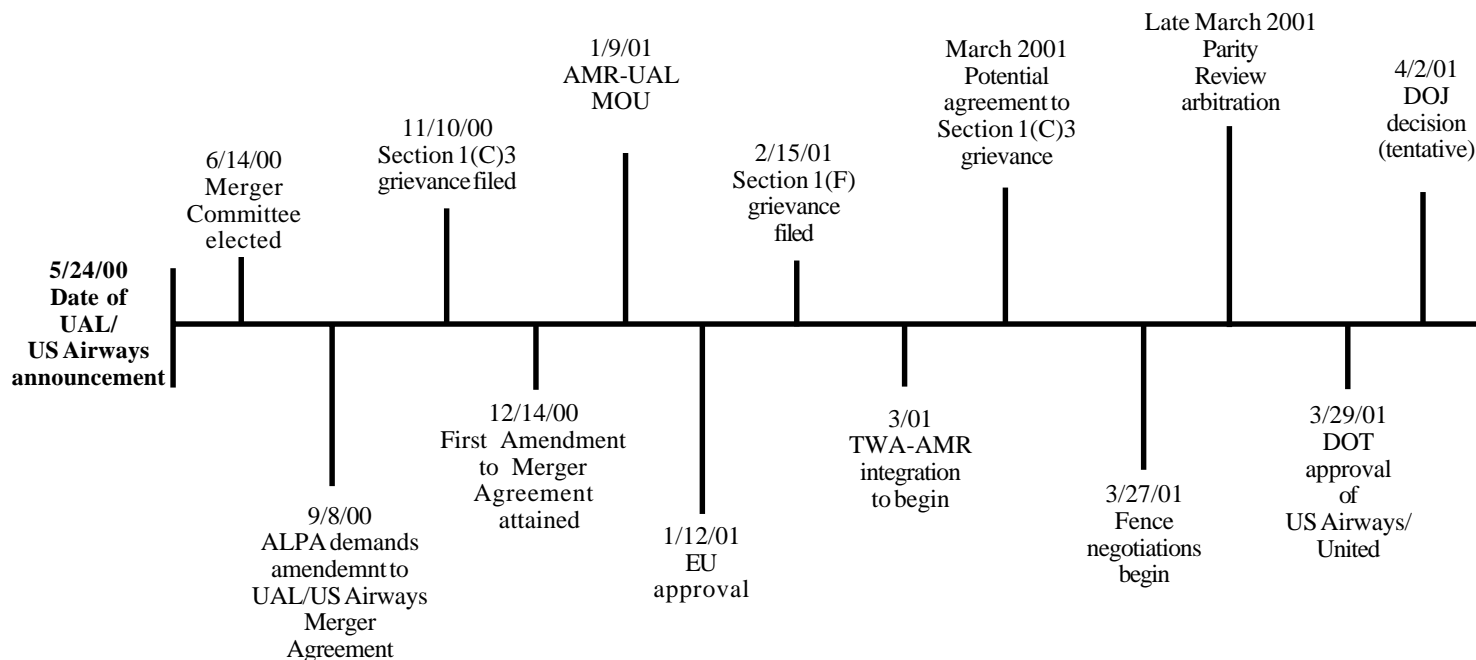 5/24/00
Date of
UAL/
US Airways
announcement
6/14/00
Merger
Committee
elected
9/8/00
ALPA demands
amendemnt to
UAL/US Airways
Merger
Agreement
11/10/00
Section 1(C)3
grievance filed
12/14/00
First Amendment
to Merger
Agreement
attained
1/9/01
AMR-UAL
MOU
1/12/01
EU
approval
2/15/01
Section 1(F)
grievance
filed
3/01
TWA-AMR
integration
to begin
March 2001
Potential
agreement to
Section 1(C)3
grievance
3/27/01
Fence
negotiations
begin
Late March 2001
Parity
Review
arbitration
3/29/01
DOT
approval
of
US Airways/
United
4/2/01
DOJ
decision
(tentative)